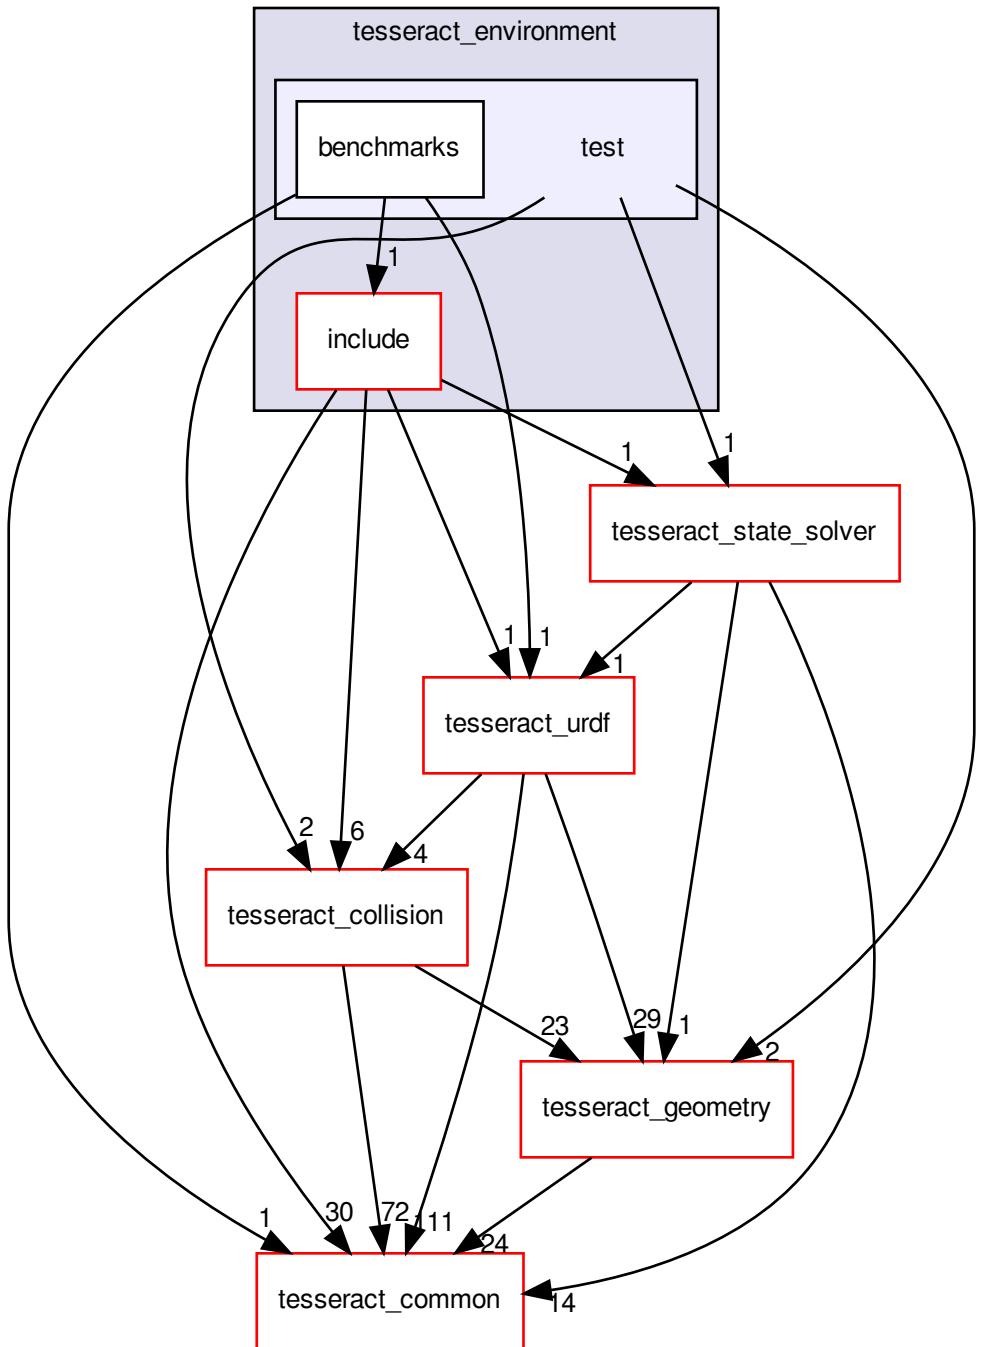 tesseract_environment
benchmarks
test
1
include
1
1
tesseract_state_solver
1
1
1
tesseract_urdf
2
6
4
tesseract_collision
23
29
1
2
tesseract_geometry
1
30
72
111
24
tesseract_common
14